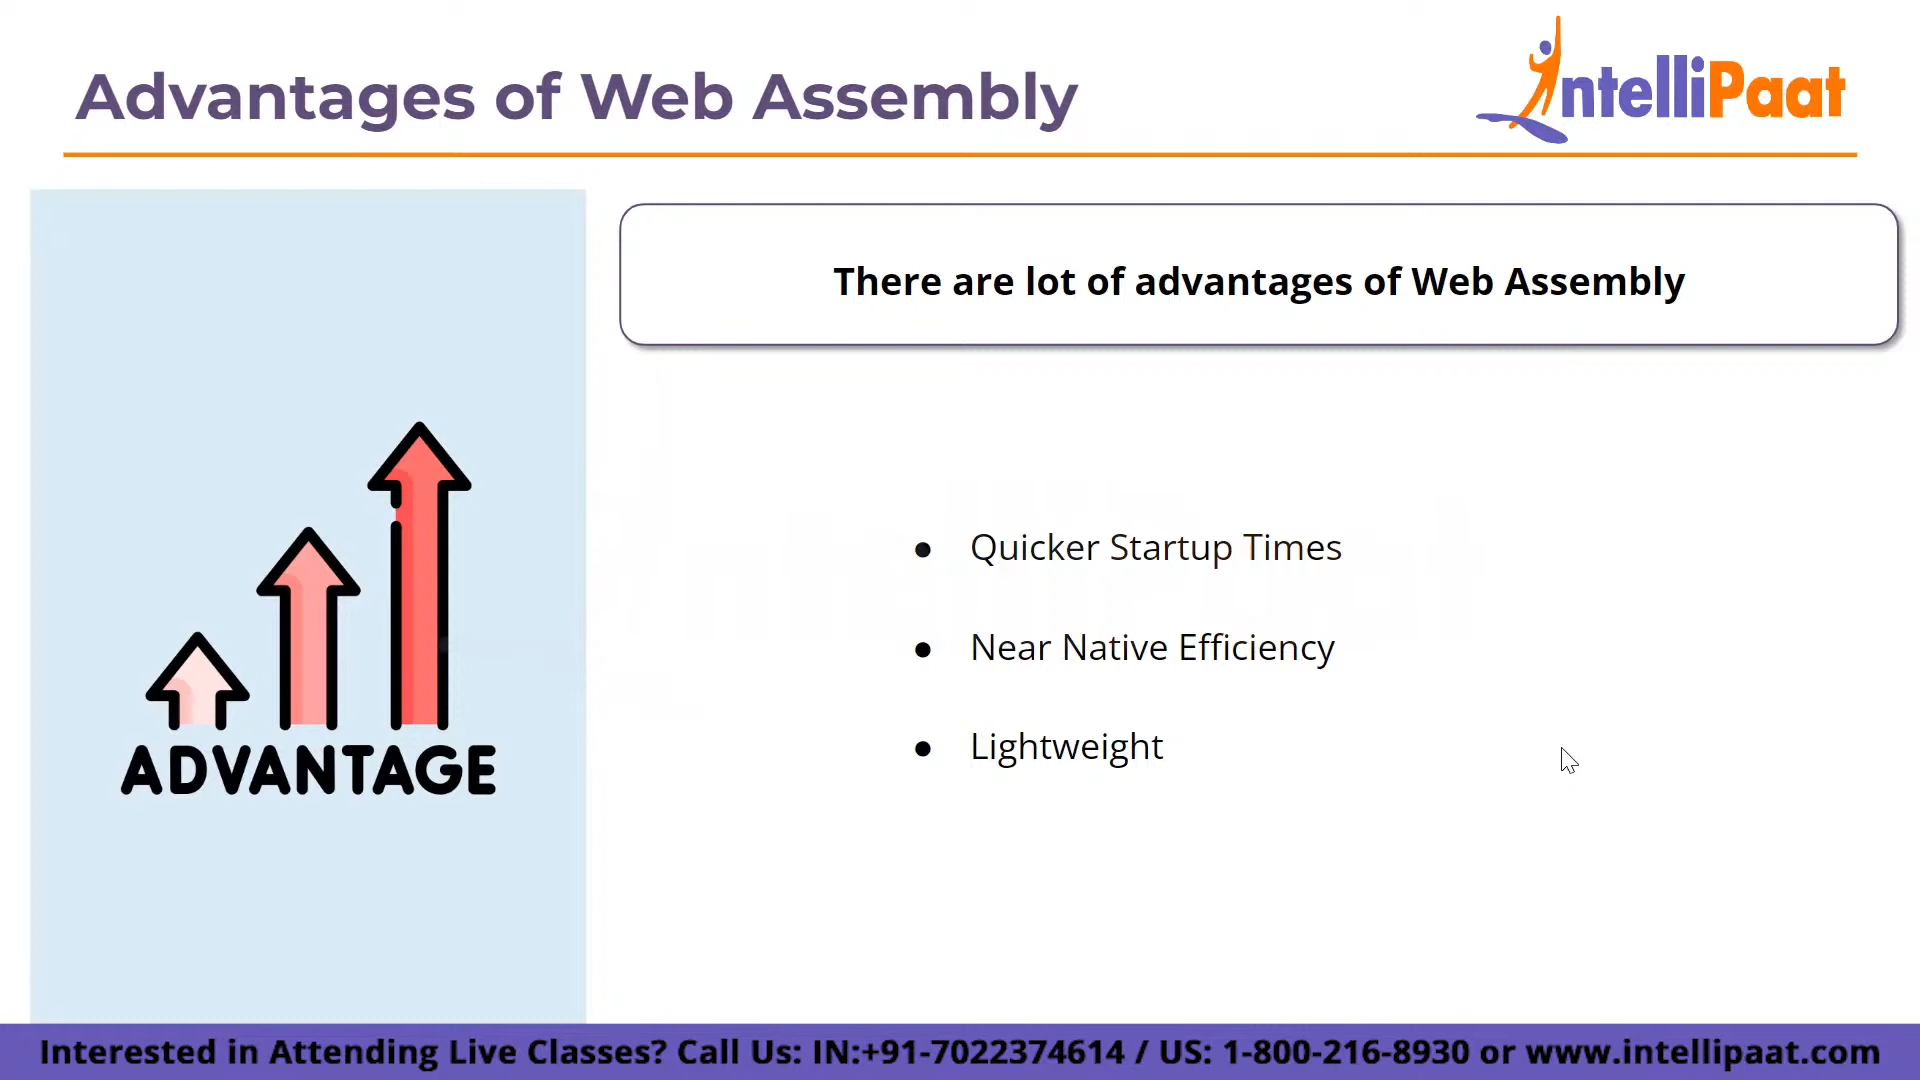 Advantages of Web Assembly
IntelliPaat
There are lot of advantages of Web Assembly
● Quicker Startup Times
● Near Native Efficiency
● Lightweight
ADVANTAGE
Interested in Attending Live Classes? Call Us: IN:+91-7022374614 / US: 1-800-216-8930 or www.intellipaat.com